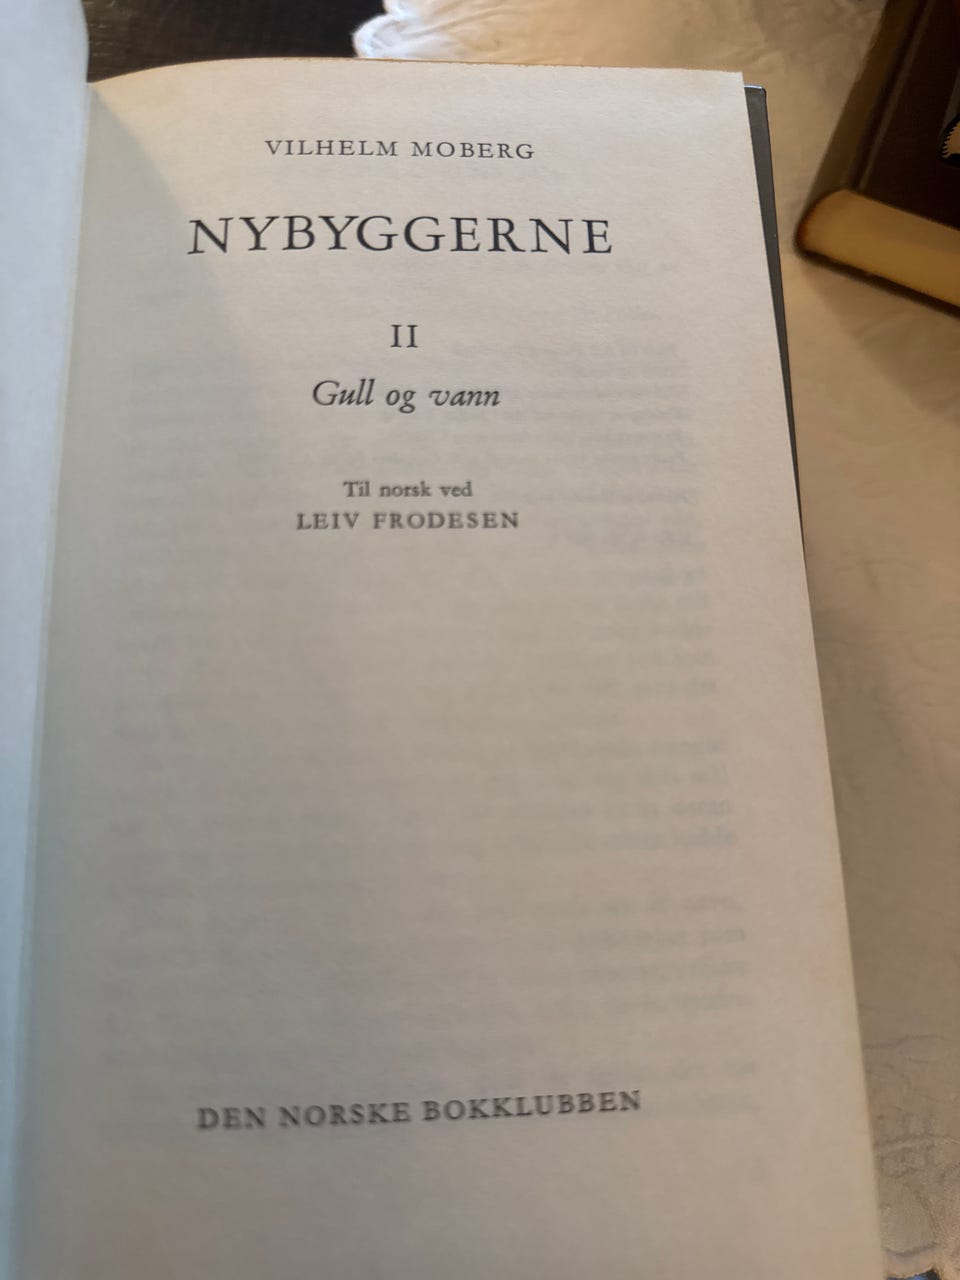 VILHELM MOBERG
NYBYGGERNE
II
Gull og vann
Til norsk ved
LEIV FRODESEN
DEN NORSKE BOKKLUBBEN